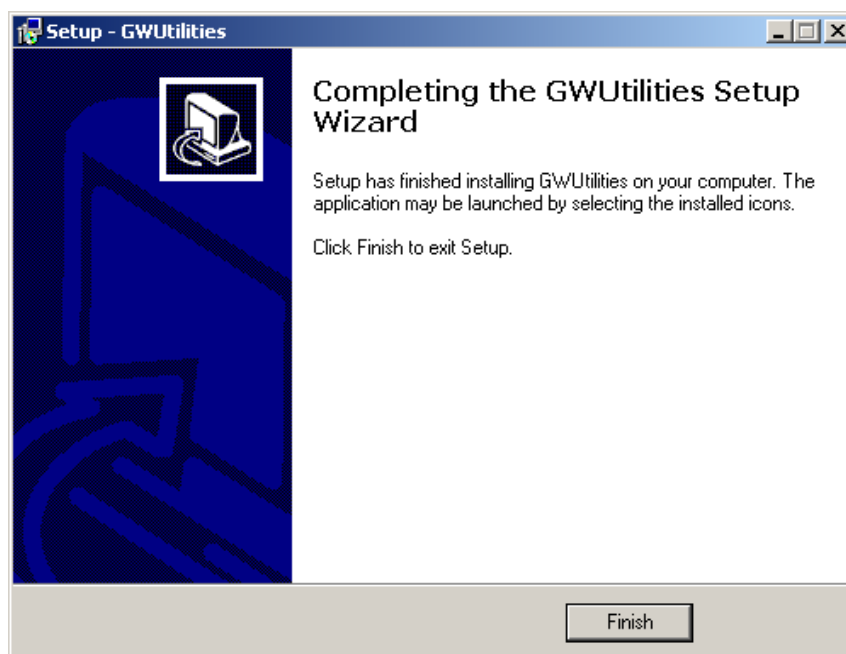 Setup - GWUtilities
Completing the GWUtilities Setup
Wizard
Setup has finished installing GWUtilities on your computer. The
application may be launched by selecting the installed icons.
Click Finish to exit Setup.
Finish